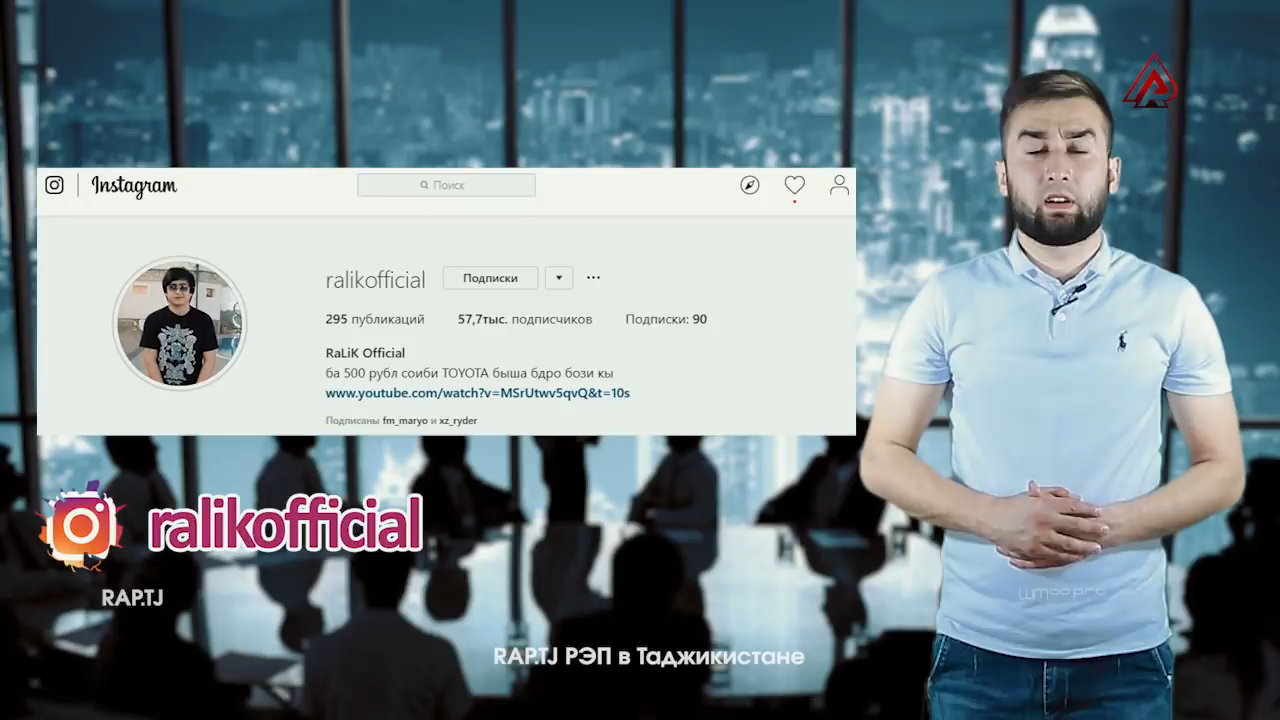 Instagram
Поиск
ralikofficial Подписки
295 публикаций 57,7тыс. подписчиков Подписки: 90
RaLiK Official
ба 500 рубл соиби TOYOTA быша бдро бози кы
www.youtube.com/watch?v=MSrUtwv5qvQ&t=10s
Подписаны fm_maryo и xz_ryder
ralikofficial
RAP.TJ
RAP.TJ РЭП в Таджикистане